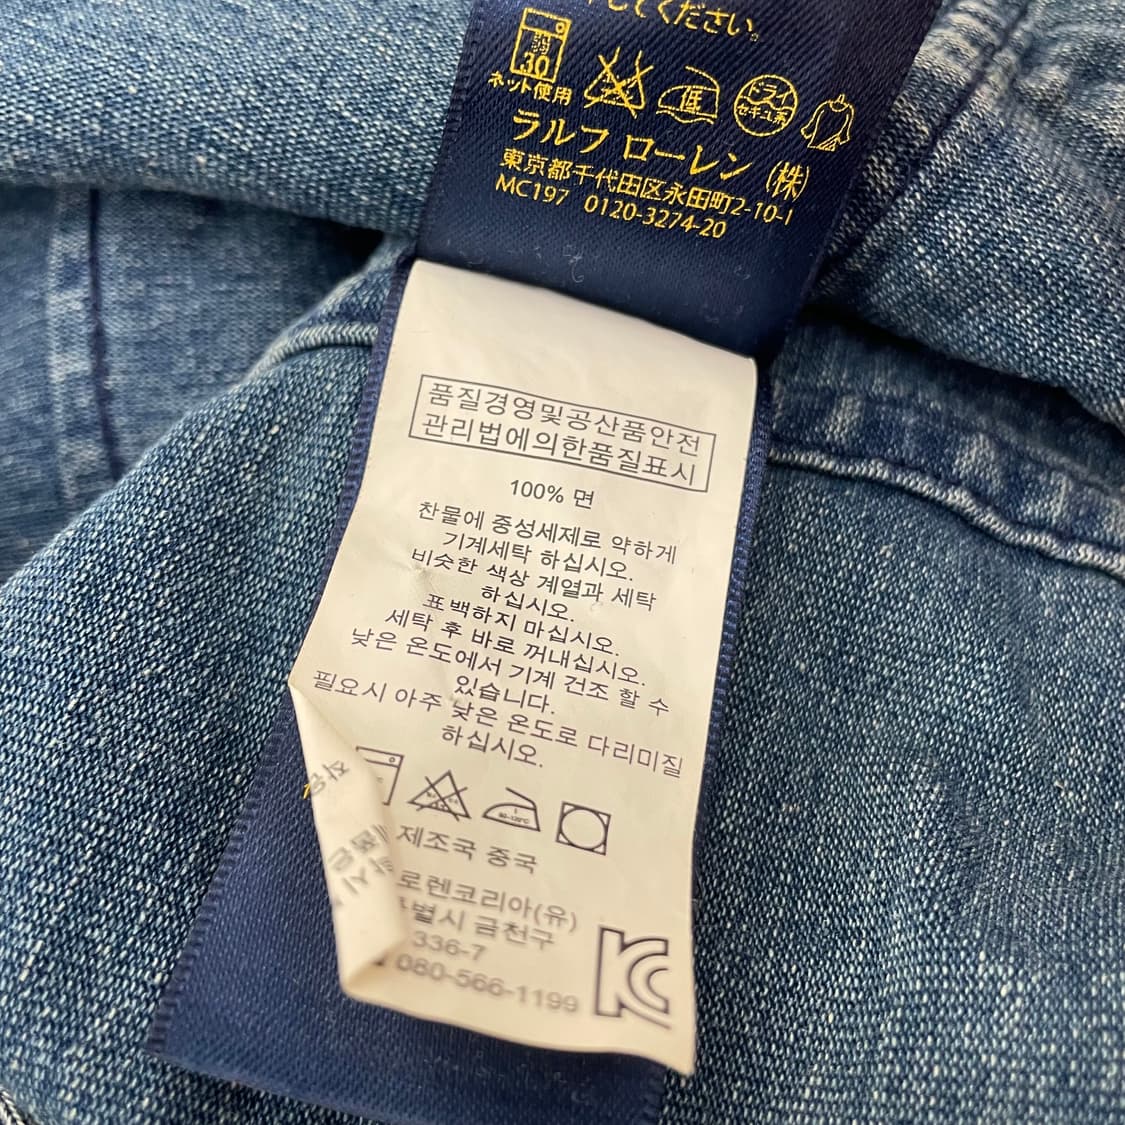 してください。
30
ネット使用
低
ドライ
セキユ系
ラルフ ローレン (株)
東京都千代田区永田町2-10-1
MC197 0120-3274-20
품질경영및공산품안전
관리법에의한품질표시
100% 면
찬물에 중성세제로 약하게
기계세탁 하십시오.
비슷한 색상 계열과 세탁
하십시오.
표백하지 마십시오.
세탁 후 바로 꺼내십시오.
낮은 온도에서 기계 건조 할 수
있습니다.
필요시 아주 낮은 온도로 다리미질
하십시오.
제조국 중국
로렌코리아(유)
별시 금천구
336-7
080-566-1199